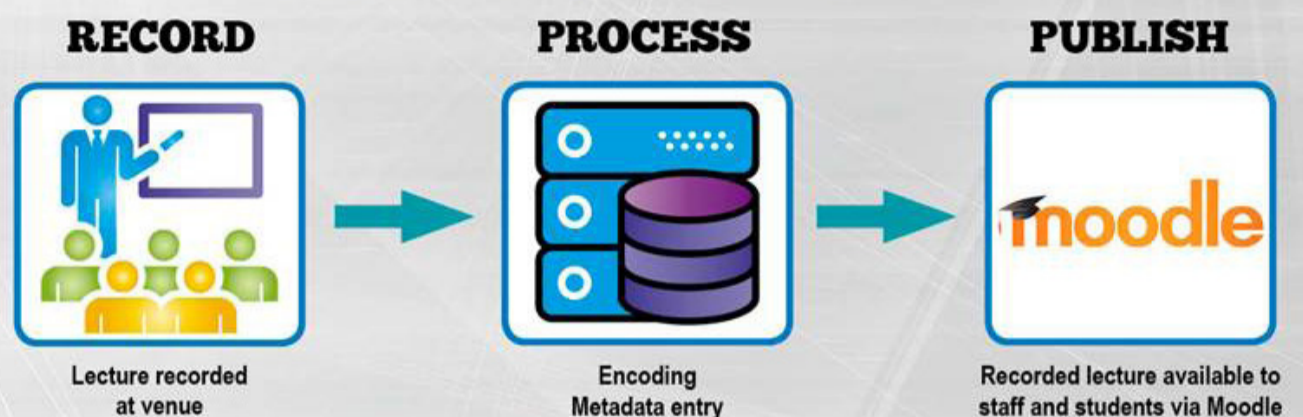 RECORD
PROCESS
PUBLISH
moodle
Lecture recorded
at venue
Encoding
Metadata entry
Recorded lecture available to
staff and students via Moodle